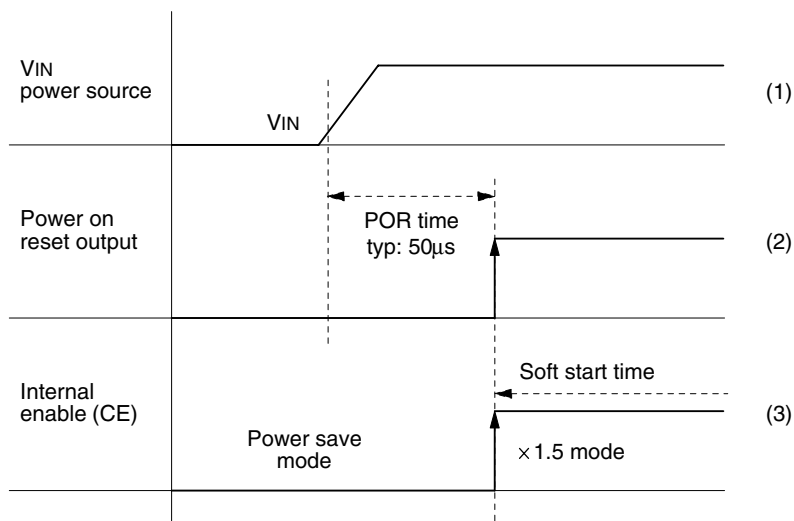 VIN
power source
VIN
(1)
Power on
reset output
POR time
typ: 50μs
(2)
Internal
enable (CE)
Soft start time
Power save
mode
×1.5 mode
(3)